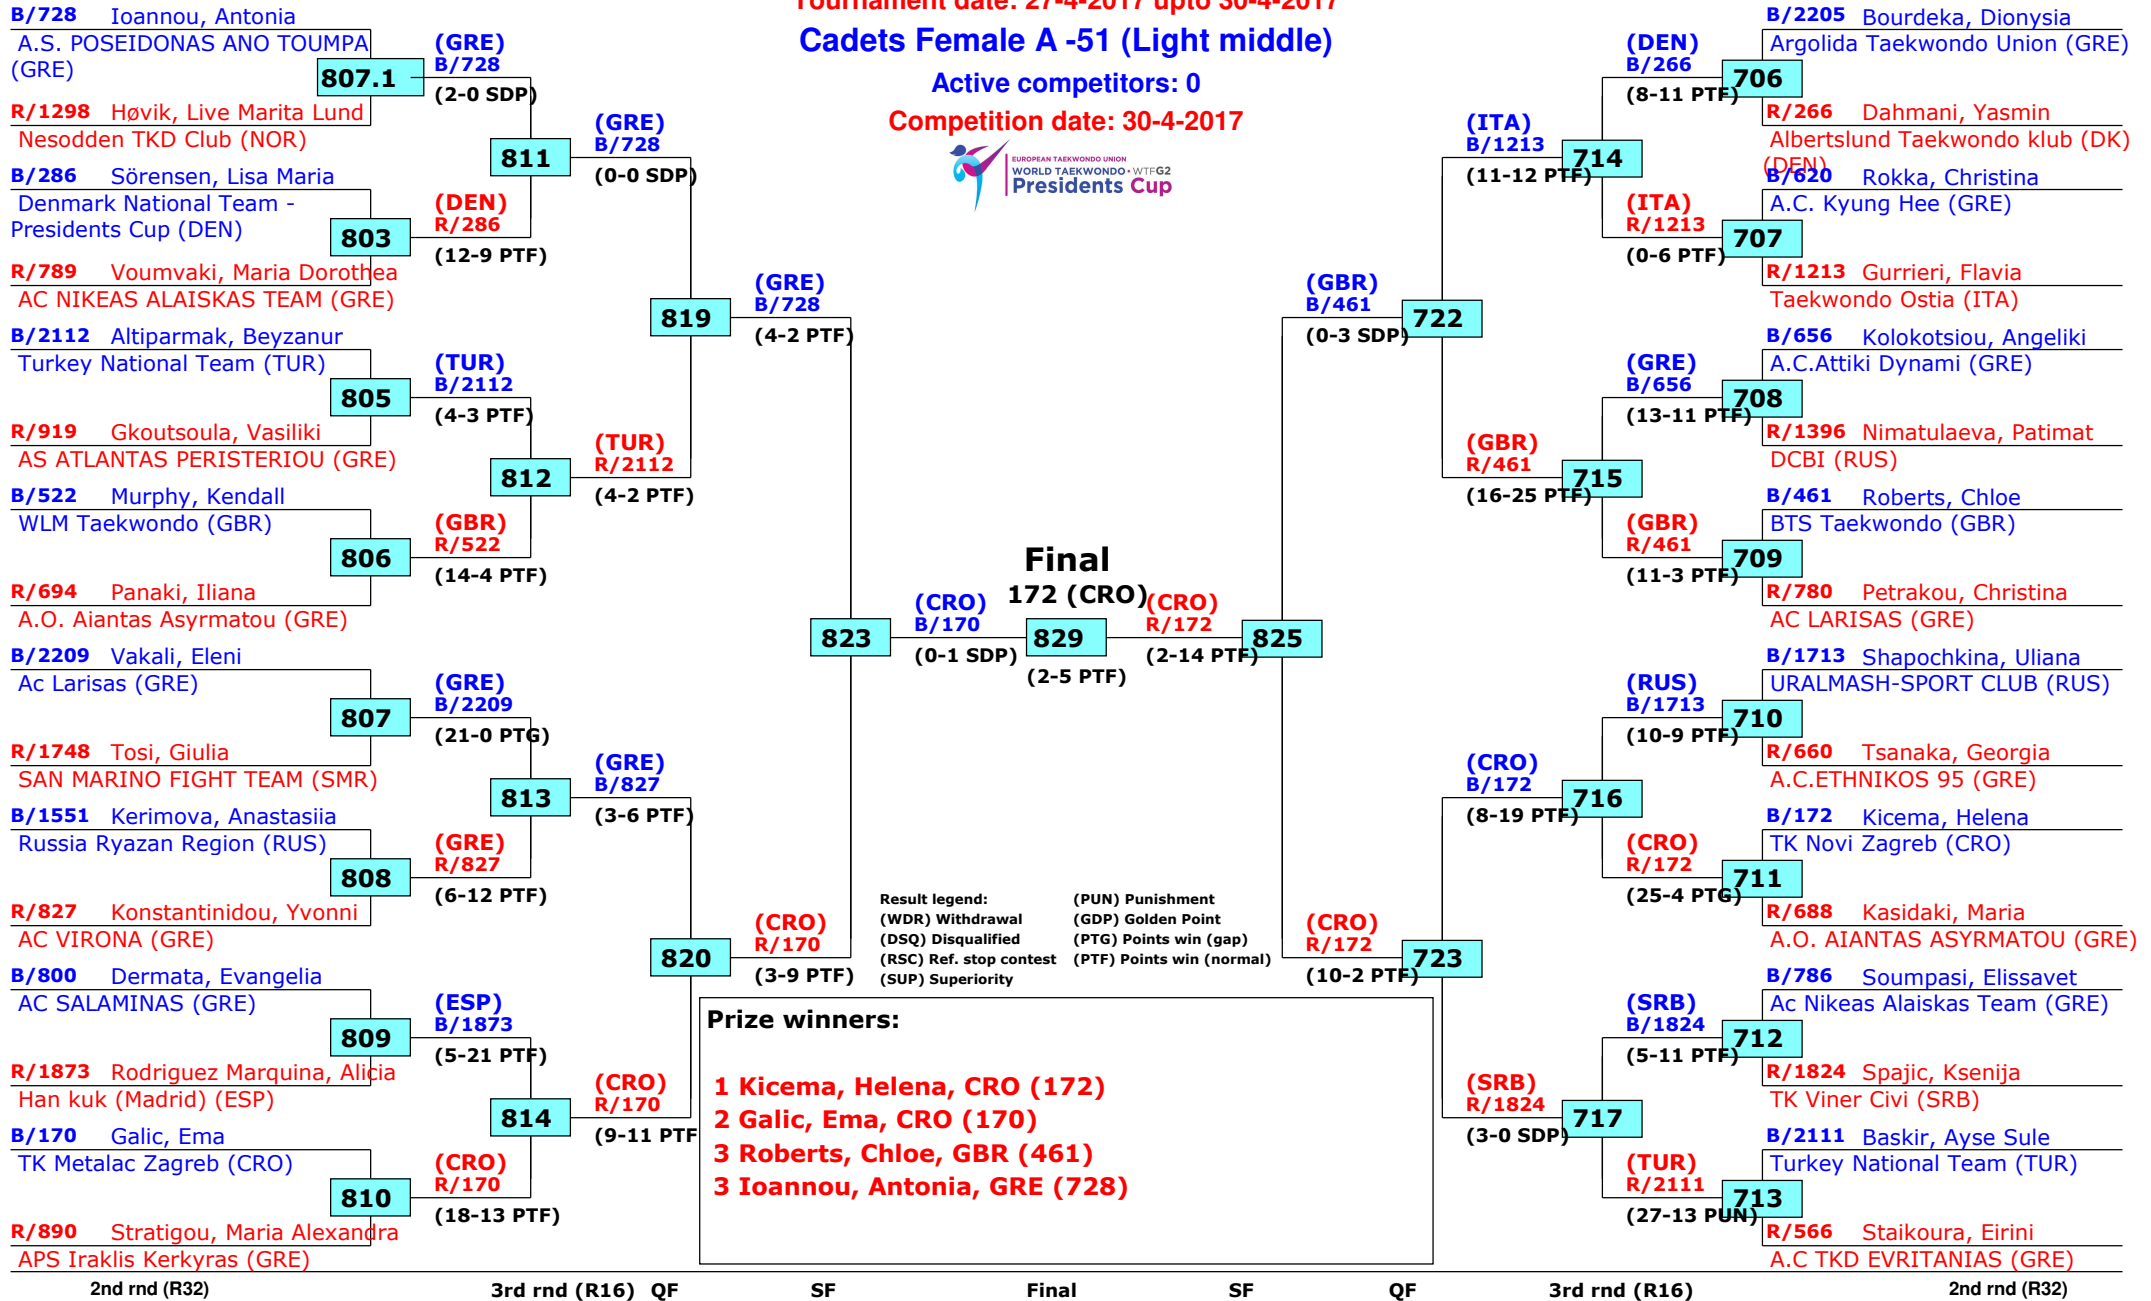 Tournament date: 27-4-2017 upto 30-4-2017
Cadets Female A -51 (Light middle)
Active competitors: 0
Competition date: 30-4-2017
EUROPEAN TAEKWONDO UNION
WORLD TAEKWONDO • WTF G2
Presidents Cup
B/728 Ioannou, Antonia
A.S. POSEIDONAS ANO TOUMPA
(GRE)
807.1
R/1298 Høvik, Live Marita Lund
Nesodden TKD Club (NOR)
B/286 Sörensen, Lisa Maria
Denmark National Team -
Presidents Cup (DEN)
803
R/789 Voumvaki, Maria Dorothea
AC NIKEAS ALAISKAS TEAM (GRE)
B/2112 Altiparmak, Beyzanur
Turkey National Team (TUR)
805
R/919 Gkoutsoula, Vasiliki
AS ATLANTAS PERISTERIOU (GRE)
B/522 Murphy, Kendall
WLM Taekwondo (GBR)
806
R/694 Panaki, Iliana
A.O. Aiantas Asyrmatou (GRE)
B/2209 Vakali, Eleni
Ac Larisas (GRE)
807
R/1748 Tosi, Giulia
SAN MARINO FIGHT TEAM (SMR)
B/1551 Kerimova, Anastasiia
Russia Ryazan Region (RUS)
808
R/827 Konstantinidou, Yvonni
AC VIRONA (GRE)
B/800 Dermata, Evangelia
AC SALAMINAS (GRE)
809
R/1873 Rodriguez Marquina, Alicia
Han kuk (Madrid) (ESP)
B/170 Galic, Ema
TK Metalac Zagreb (CRO)
810
R/890 Stratigou, Maria Alexandra
APS Iraklis Kerkyras (GRE)
(GRE)
B/728
(2-0 SDP)
811
(DEN)
R/286
(12-9 PTF)
(TUR)
B/2112
(4-3 PTF)
812
(GBR)
R/522
(14-4 PTF)
(GRE)
B/2209
(21-0 PTG)
813
(GRE)
R/827
(6-12 PTF)
(ESP)
B/1873
(5-21 PTF)
814
(CRO)
R/170
(18-13 PTF)
(GRE)
B/728
(0-0 SDP)
819
(TUR)
R/2112
(4-2 PTF)
(GRE)
B/827
(3-6 PTF)
820
(CRO)
R/170
(9-11 PTF
(GRE)
B/728
(4-2 PTF)
823
(CRO)
R/170
(3-9 PTF)
(CRO)
B/170
(0-1 SDP)
Final
172 (CRO)
829
(2-5 PTF)
(CRO)
R/172
(2-14 PTF)
825
(GBR)
B/461
(0-3 SDP)
722
(CRO)
R/172
(10-2 PTF)
723
(ITA)
B/1213
(11-12 PTF)
714
(GBR)
R/461
(16-25 PTF)
715
(CRO)
B/172
(8-19 PTF)
716
(SRB)
R/1824
(3-0 SDP)
717
(DEN)
B/266
(8-11 PTF)
(ITA)
R/1213
(0-6 PTF)
(GRE)
B/656
(13-11 PTF)
(GBR)
R/461
(11-3 PTF)
(RUS)
B/1713
(10-9 PTF)
(CRO)
R/172
(25-4 PTG)
(SRB)
B/1824
(5-11 PTF)
(TUR)
R/2111
(27-13 PUN)
B/2205 Bourdeka, Dionysia
Argolida Taekwondo Union (GRE)
706
R/266 Dahmani, Yasmin
Albertslund Taekwondo klub (DK)
(DEN)
B/620 Rokka, Christina
A.C. Kyung Hee (GRE)
707
R/1213 Gurrieri, Flavia
Taekwondo Ostia (ITA)
B/656 Kolokotsiou, Angeliki
A.C.Attiki Dynami (GRE)
708
R/1396 Nimatulaeva, Patimat
DCBI (RUS)
B/461 Roberts, Chloe
BTS Taekwondo (GBR)
709
R/780 Petrakou, Christina
AC LARISAS (GRE)
B/1713 Shapochkina, Uliana
URALMASH-SPORT CLUB (RUS)
710
R/660 Tsanaka, Georgia
A.C.ETHNIKOS 95 (GRE)
B/172 Kicema, Helena
TK Novi Zagreb (CRO)
711
R/688 Kasidaki, Maria
A.O. AIANTAS ASYRMATOU (GRE)
B/786 Soumpasi, Elissavet
Ac Nikeas Alaiskas Team (GRE)
712
R/1824 Spajic, Ksenija
TK Viner Civi (SRB)
B/2111 Baskir, Ayse Sule
Turkey National Team (TUR)
713
R/566 Staikoura, Eirini
A.C TKD EVRITANIAS (GRE)
Result legend:
(WDR) Withdrawal
(DSQ) Disqualified
(RSC) Ref. stop contest
(SUP) Superiority
(PUN) Punishment
(GDP) Golden Point
(PTG) Points win (gap)
(PTF) Points win (normal)
Prize winners:
1 Kicema, Helena, CRO (172)
2 Galic, Ema, CRO (170)
3 Roberts, Chloe, GBR (461)
3 Ioannou, Antonia, GRE (728)
2nd rnd (R32) 3rd rnd (R16) QF SF Final SF QF 3rd rnd (R16) 2nd rnd (R32)